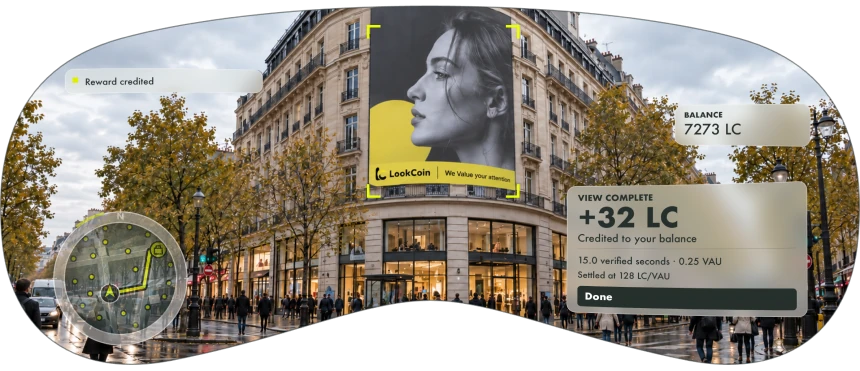 Reward credited
LookCoin | We Value your attention
BALANCE
7273 LC
VIEW COMPLETE
+32 LC
Credited to your balance
15.0 verified seconds · 0.25 VAU
Settled at 128 LC/VAU
Done
N